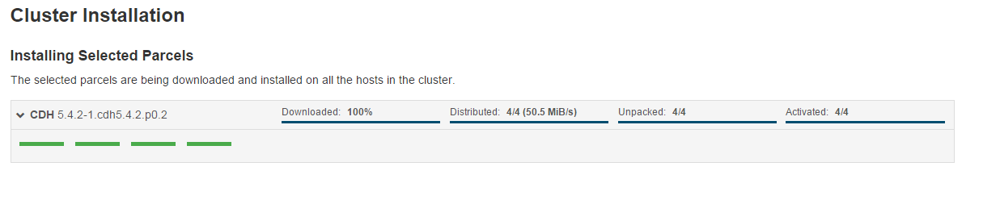 Cluster Installation
Installing Selected Parcels
The selected parcels are being downloaded and installed on all the hosts in the cluster.
CDH 5.4.2-1.cdh5.4.2.p0.2 Downloaded: 100% Distributed: 4/4 (50.5 MiB/s) Unpacked: 4/4 Activated: 4/4